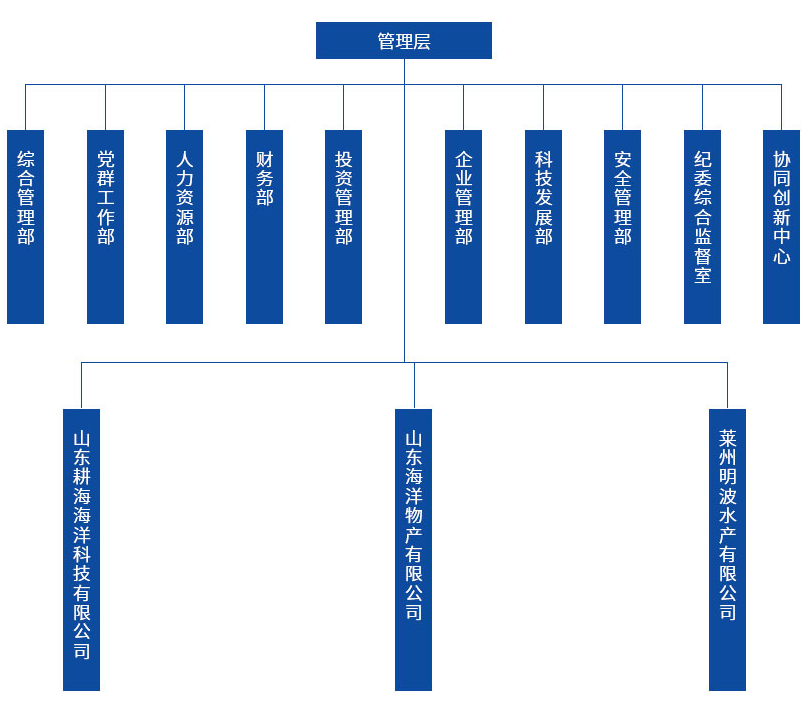 管理层
综合管理部
党群工作部
人力资源部
财务部
投资管理部
企业管理部
科技发展部
安全管理部
纪委综合监督室
协同创新中心
山东耕海海洋科技有限公司
山东海洋物产有限公司
莱州明波水产有限公司